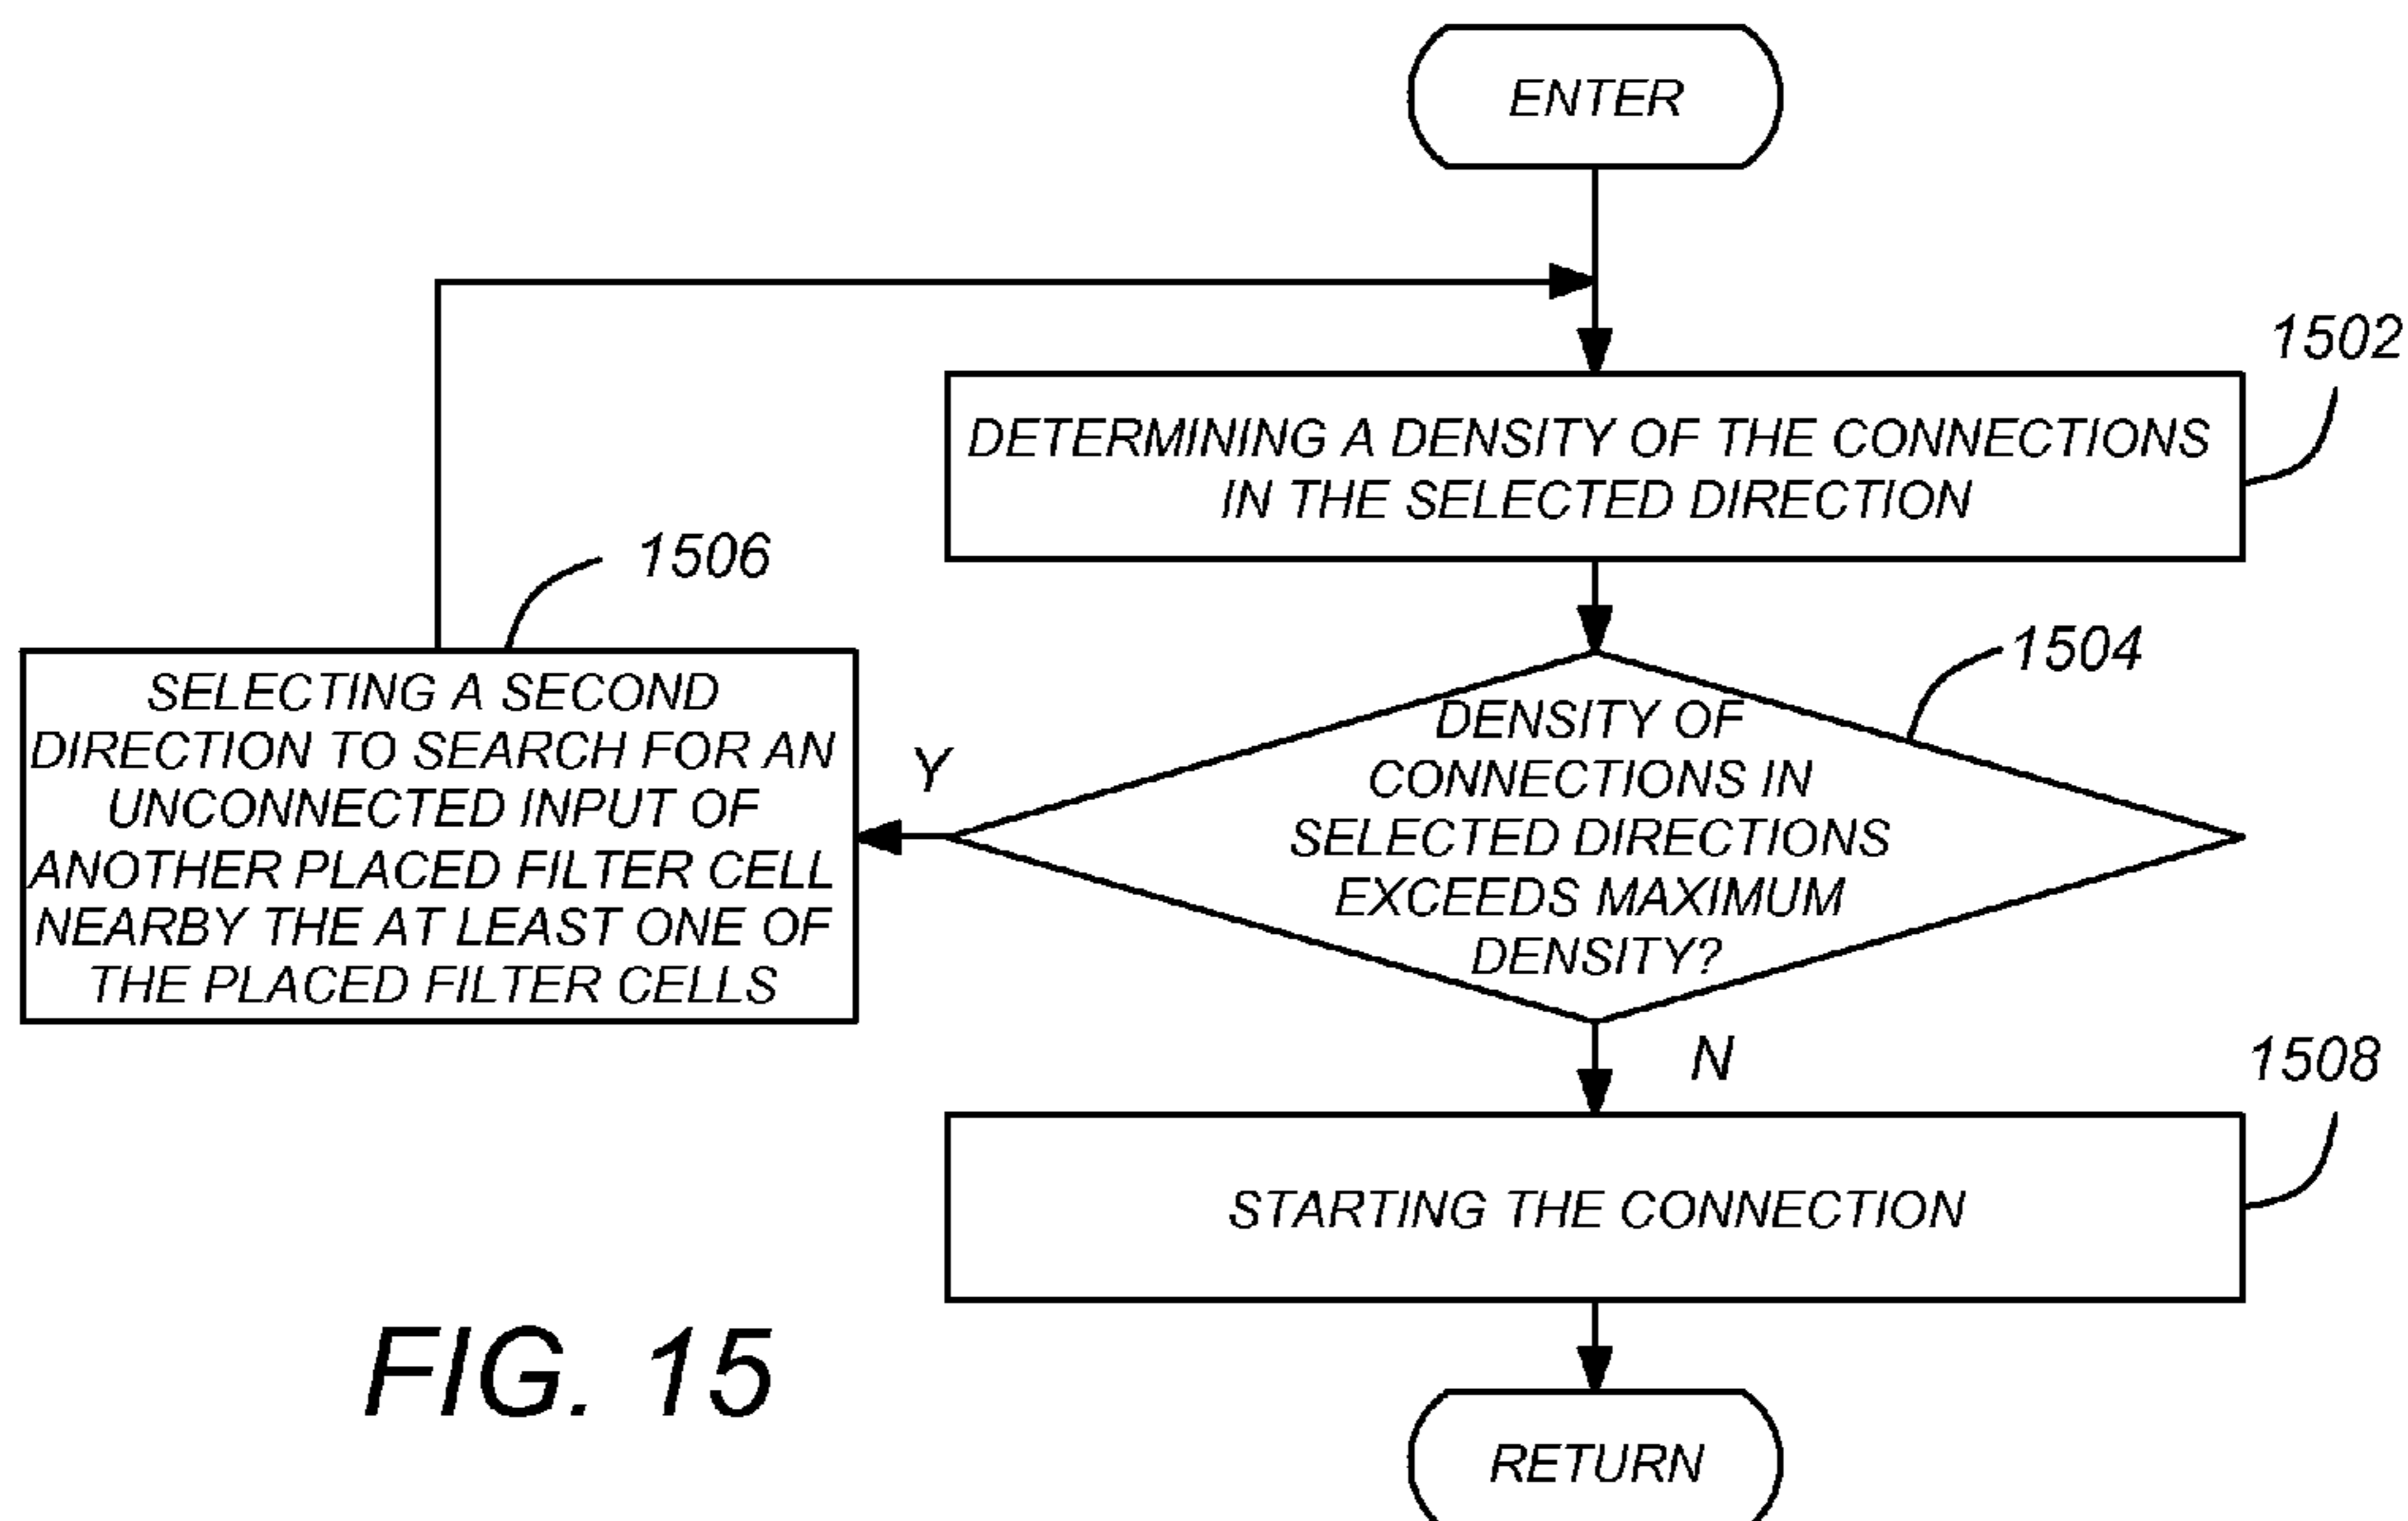 ENTER
1502
DETERMINING A DENSITY OF THE CONNECTIONS
IN THE SELECTED DIRECTION
1506
1504
SELECTING A SECOND
DIRECTION TO SEARCH FOR AN
UNCONNECTED INPUT OF
ANOTHER PLACED FILTER CELL
NEARBY THE AT LEAST ONE OF
THE PLACED FILTER CELLS
Y
DENSITY OF
CONNECTIONS IN
SELECTED DIRECTIONS
EXCEEDS MAXIMUM
DENSITY?
N
1508
STARTING THE CONNECTION
FIG. 15
RETURN